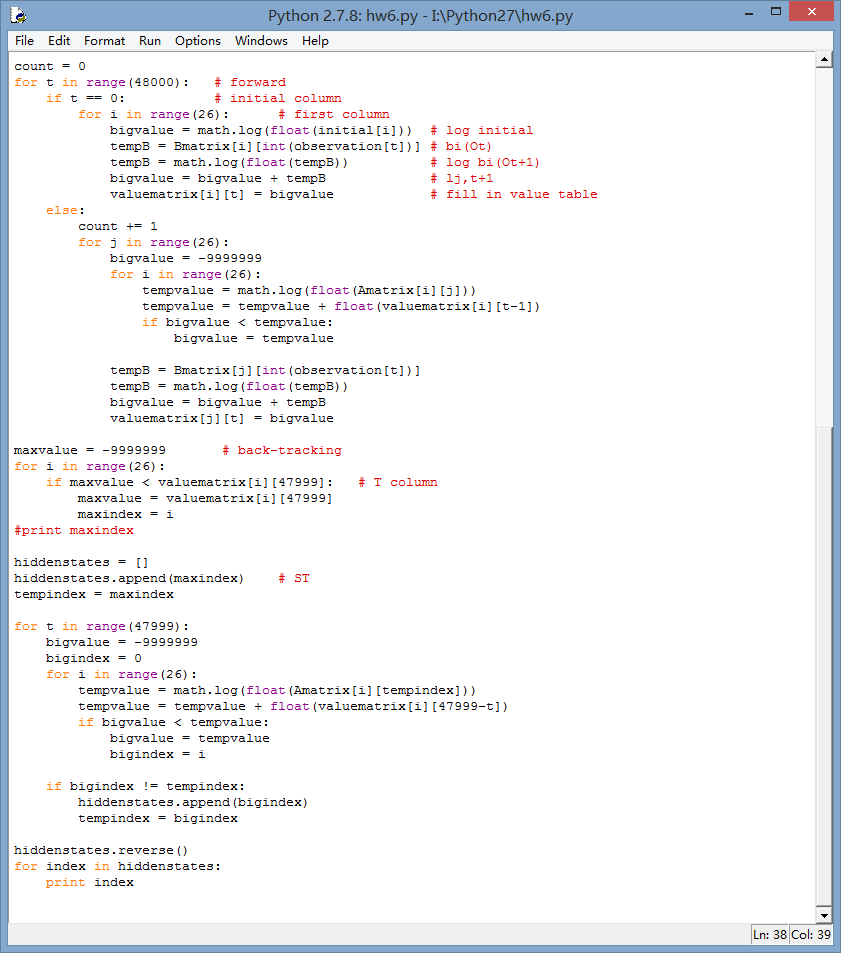 Python 2.7.8: hw6.py - I:\Python27\hw6.py
File Edit Format Run Options Windows Help
count = 0
for t in range(48000):   # forward
    if t == 0:           # initial column
        for i in range(26):      # first column
            bigvalue = math.log(float(initial[i]))  # log initial
            tempB = Bmatrix[i][int(observation[t])] # bi(Ot)
            tempB = math.log(float(tempB))          # log bi(Ot+1)
            bigvalue = bigvalue + tempB             # lj,t+1
            valuematrix[i][t] = bigvalue            # fill in value table
    else:
        count += 1
        for j in range(26):
            bigvalue = -9999999
            for i in range(26):
                tempvalue = math.log(float(Amatrix[i][j]))
                tempvalue = tempvalue + float(valuematrix[i][t-1])
                if bigvalue < tempvalue:
                    bigvalue = tempvalue
            tempB = Bmatrix[j][int(observation[t])]
            tempB = math.log(float(tempB))
            bigvalue = bigvalue + tempB
            valuematrix[j][t] = bigvalue
maxvalue = -9999999       # back-tracking
for i in range(26):
    if maxvalue < valuematrix[i][47999]:   # T column
        maxvalue = valuematrix[i][47999]
        maxindex = i
#print maxindex
hiddenstates = []
hiddenstates.append(maxindex)    # ST
tempindex = maxindex
for t in range(47999):
    bigvalue = -9999999
    bigindex = 0
    for i in range(26):
        tempvalue = math.log(float(Amatrix[i][tempindex]))
        tempvalue = tempvalue + float(valuematrix[i][47999-t])
        if bigvalue < tempvalue:
            bigvalue = tempvalue
            bigindex = i
    if bigindex != tempindex:
        hiddenstates.append(bigindex)
        tempindex = bigindex
hiddenstates.reverse()
for index in hiddenstates:
    print index
Ln: 38 Col: 39